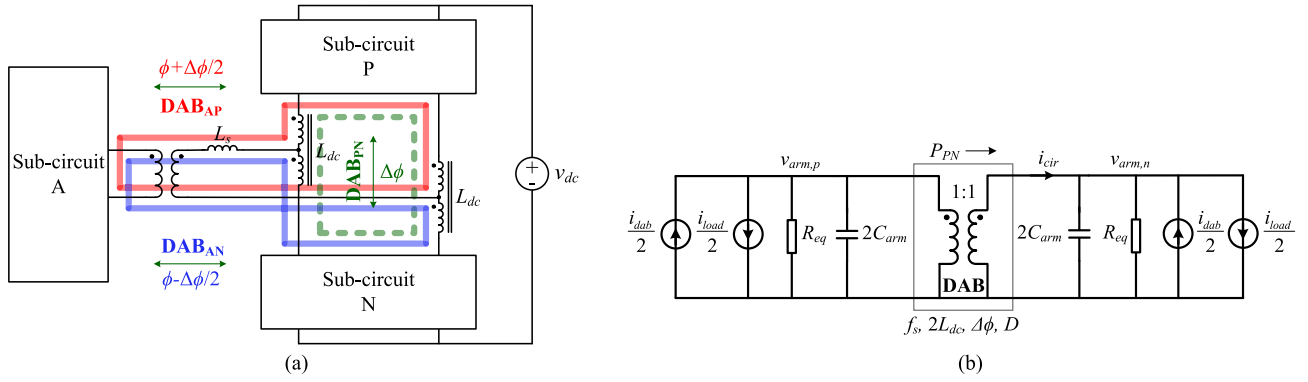 Sub-circuit
P
ϕ+Δϕ/2
DAB_AP
L_s
Sub-circuit
A
L_dc
DAB_PN
Δϕ
L_dc
+
-
v_dc
DAB_AN
ϕ-Δϕ/2
Sub-circuit
N
(a)
P_PN
v_arm,p
i_cir
v_arm,n
1:1
i_dab/2
i_load/2
R_eq
2C_arm
2C_arm
R_eq
i_dab/2
i_load/2
DAB
f_s, 2L_dc, Δϕ, D
(b)